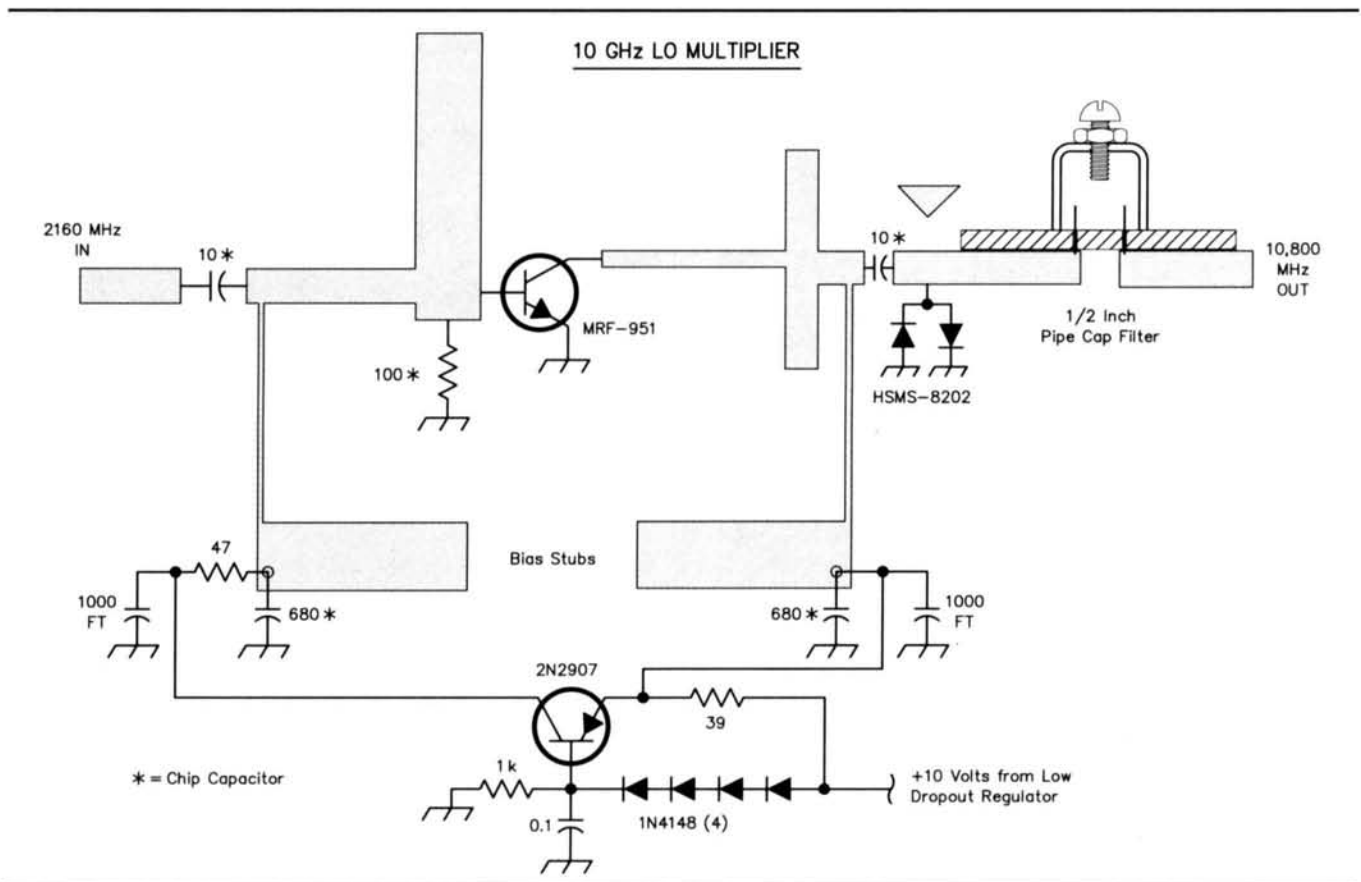 10 GHz LO MULTIPLIER
2160 MHz
IN
10*
100*
MRF-951
10*
HSMS-8202
1/2 Inch
Pipe Cap Filter
10,800
MHz
OUT
Bias Stubs
47
1000
FT
680*
680*
1000
FT
2N2907
39
*= Chip Capacitor
1k
0.1
1N4148 (4)
+10 Volts from Low
Dropout Regulator